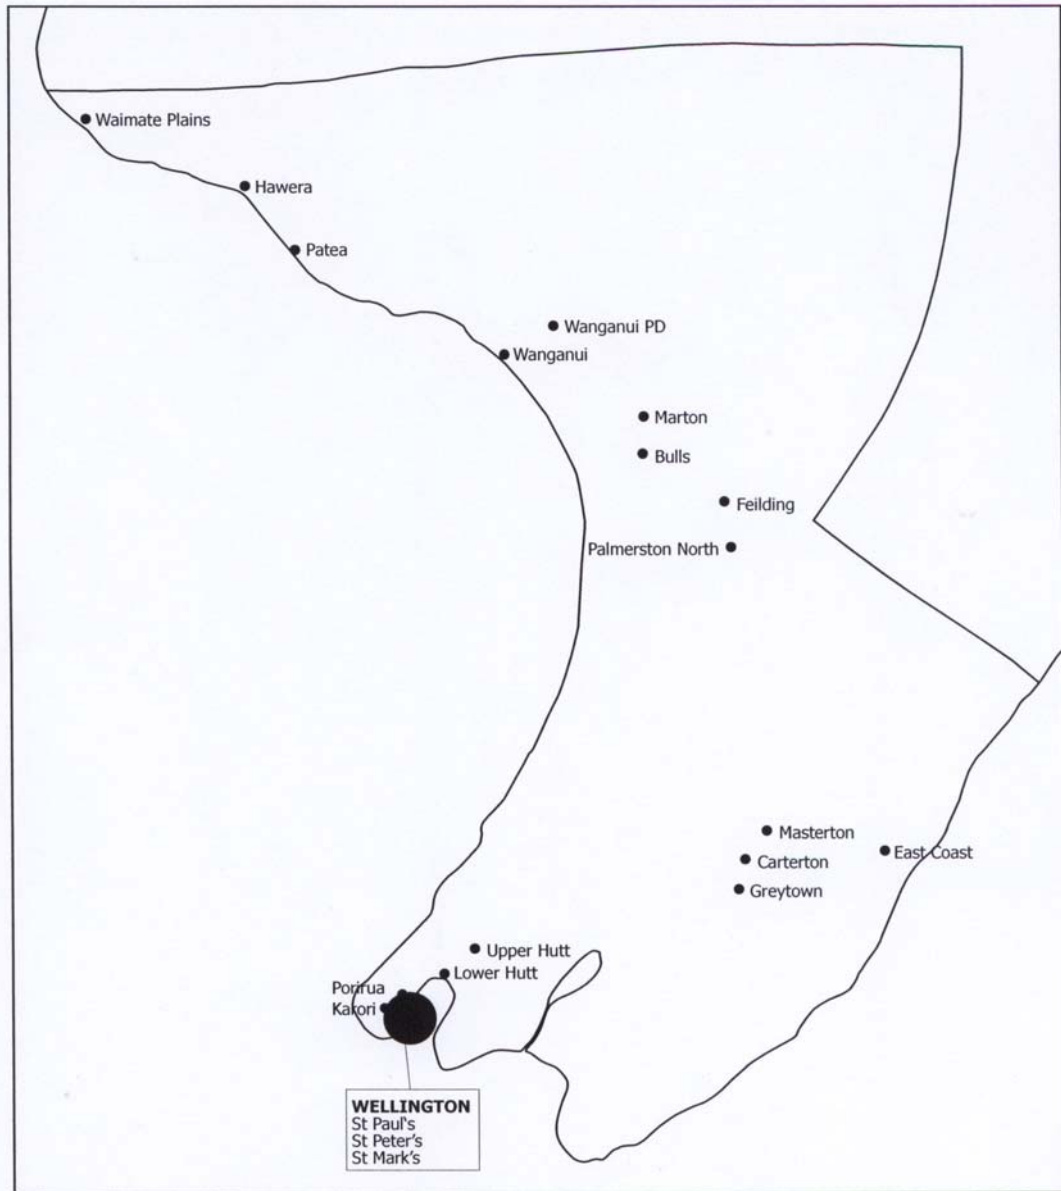 Waimate Plains
Hawera
Patea
Wanganui PD
Wanganui
Marton
Bulls
Feilding
Palmerston North
Masterton
East Coast
Carterton
Greytown
Upper Hutt
Lower Hutt
Porirua
Karori
WELLINGTON
St Paul's
St Peter's
St Mark's